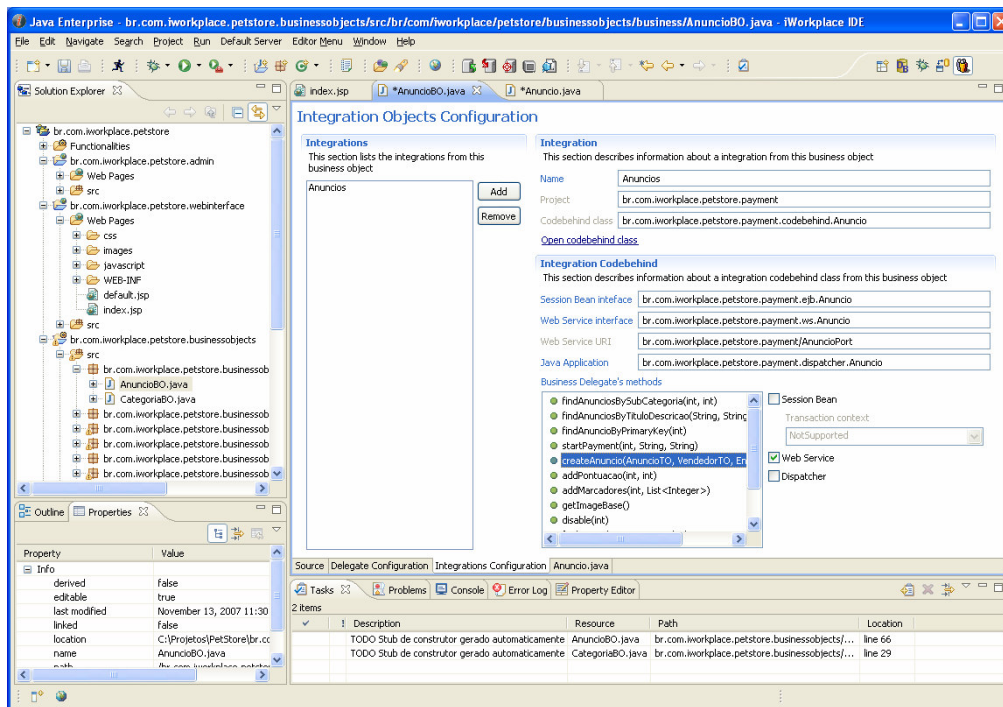 Java Enterprise - br.com.iworkplace.petstore.businessobjects/src/br/com/iworkplace/petstore/businessobjects/business/AnuncioBO.java - iWorkplace IDE
File Edit Navigate Search Project Run Default Server Editor Menu Window Help
Solution Explorer
br.com.iworkplace.petstore
Functionalities
br.com.iworkplace.petstore.admin
Web Pages
src
br.com.iworkplace.petstore.webinterface
Web Pages
css
images
javascript
WEB-INF
default.jsp
index.jsp
src
br.com.iworkplace.petstore.businessobjects
src
br.com.iworkplace.petstore.businessob
AnuncioBO.java
CategoriaBO.java
br.com.iworkplace.petstore.businessob
br.com.iworkplace.petstore.businessob
br.com.iworkplace.petstore.businessob
br.com.iworkplace.petstore.businessob
Outline Properties
Property Value
Info
derived false
editable true
last modified November 13, 2007 11:30
linked false
location C:\Projetos\PetStore\br.cc
name AnuncioBO.java
path /br.com.iworkplace.petstor
index.jsp *AnuncioBO.java *Anuncio.java
Integration Objects Configuration
Integrations
This section lists the integrations from this
business object
Anuncios
Add
Remove
Integration
This section describes information about a integration from this business object
Name Anuncios
Project br.com.iworkplace.petstore.payment
Codebehind class br.com.iworkplace.petstore.payment.codebehind.Anuncio
Open codebehind class
Integration Codebehind
This section describes information about a integration codebehind class from this business object
Session Bean inteface br.com.iworkplace.petstore.payment.ejb.Anuncio
Web Service interface br.com.iworkplace.petstore.payment.ws.Anuncio
Web Service URI br.com.iworkplace.petstore.payment/AnuncioPort
Java Application br.com.iworkplace.petstore.payment.dispatcher.Anuncio
Business Delegate's methods
findAnunciosBySubCategoria(int, int)
findAnunciosByTituloDescricao(String, String
findAnuncioByPrimaryKey(int)
startPayment(int, String, String)
createAnuncio(AnuncioTO, VendedorTO, En
addPontuacao(int, int)
addMarcadores(int, List<Integer>)
getImageBase()
disable(int)
Session Bean
Transaction context
NotSupported
Web Service
Dispatcher
Source Delegate Configuration Integrations Configuration Anuncio.java
Tasks Problems Console Error Log Property Editor
2 items
! Description Resource Path Location
TODO Stub de construtor gerado automaticamente AnuncioBO.java br.com.iworkplace.petstore.businessobjects/... line 66
TODO Stub de construtor gerado automaticamente CategoriaBO.java br.com.iworkplace.petstore.businessobjects/... line 29